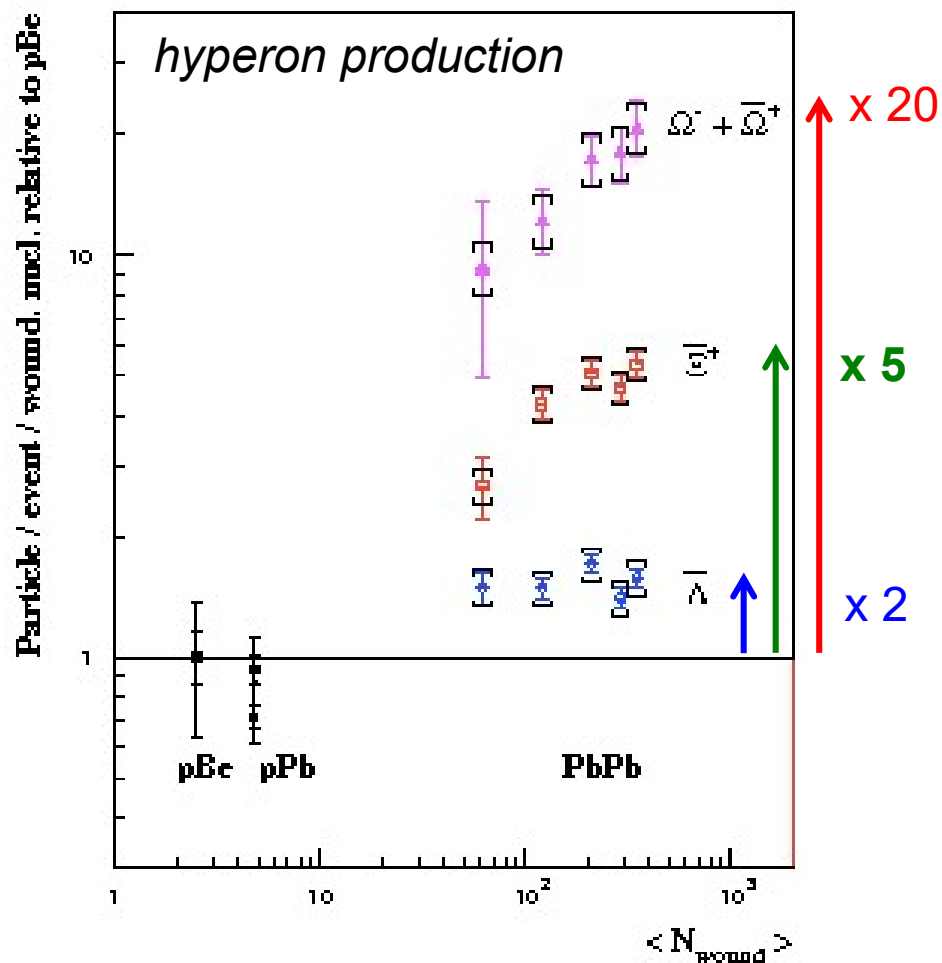 Particle / event / wound. nucl. relative to pBe
hyperon production
Ω⁻ + Ω̅⁺
x 20
10
Ξ̅⁺
x 5
Λ̅
x 2
1
pBe pPb PbPb
1 10 10² 10³
< N_wound >